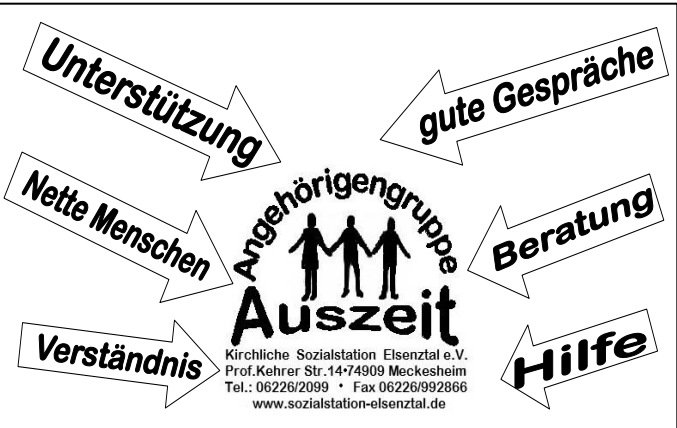 Unterstützung
gute Gespräche
Nette Menschen
Angehörigengruppe
Beratung
Auszeit
Verständnis
Hilfe
Kirchliche Sozialstation Elsenztal e.V.
Prof.Kehrer Str.14•74909 Meckesheim
Tel.: 06226/2099 • Fax 06226/992866
www.sozialstation-elsenztal.de